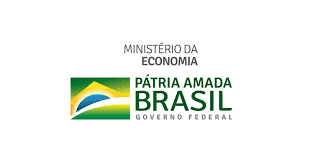 MINISTÉRIO DA
ECONOMIA
PÁTRIA AMADA
BRASIL
GOVERNO FEDERAL